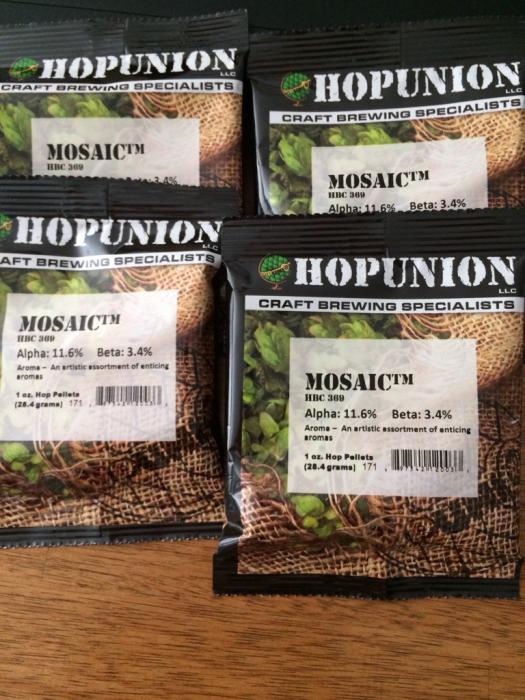 HOPUNION
LLC
CRAFT BREWING SPECIALISTS
MOSAIC™
HBC 369
3.4%
HOPUNION
LLC
CRAFT BREWING SPECIALISTS
MOSAIC™
HBC 369
Alpha: 11.6% Beta: 3.4%
HOPUNION
LLC
CRAFT BREWING SPECIALISTS
MOSAIC™
HBC 369
Alpha: 11.6% Beta: 3.4%
Aroma – An artistic assortment of enticing
aromas
1 oz. Hop Pellets
(28.4 grams) 171
HOPUNION
LLC
CRAFT BREWING SPECIALISTS
MOSAIC™
HBC 369
Alpha: 11.6% Beta: 3.4%
Aroma – An artistic assortment of enticing
aromas
1 oz. Hop Pellets
(28.4 grams) 171